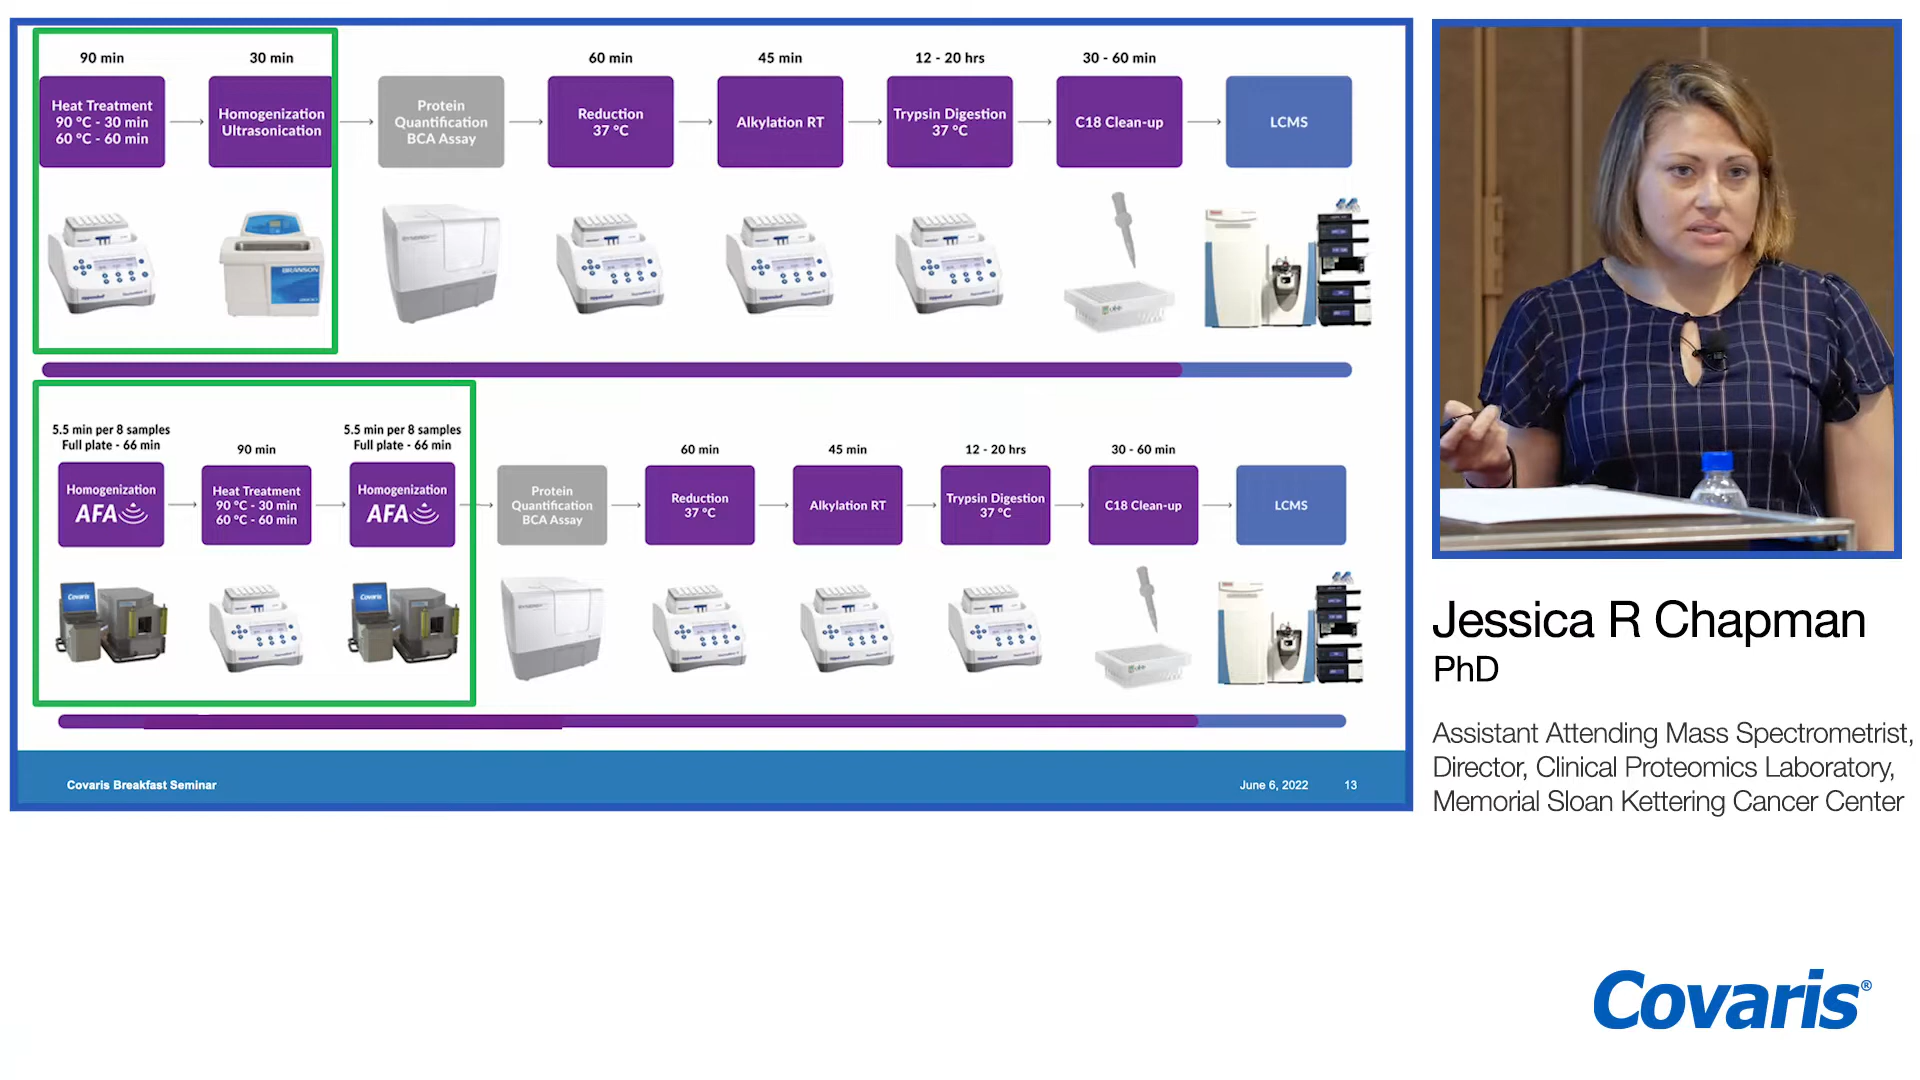 90 min
30 min
60 min
45 min
12 - 20 hrs
30 - 60 min
Heat Treatment
90 °C - 30 min
60 °C - 60 min
Homogenization
Ultrasonication
Protein
Quantification
BCA Assay
Reduction
37 °C
Alkylation RT
Trypsin Digestion
37 °C
C18 Clean-up
LCMS
BRANSON
5.5 min per 8 samples
Full plate - 66 min
90 min
5.5 min per 8 samples
Full plate - 66 min
60 min
45 min
12 - 20 hrs
30 - 60 min
Homogenization
AFA
Heat Treatment
90 °C - 30 min
60 °C - 60 min
Homogenization
AFA
Protein
Quantification
BCA Assay
Reduction
37 °C
Alkylation RT
Trypsin Digestion
37 °C
C18 Clean-up
LCMS
Covaris
Covaris
Covaris Breakfast Seminar
June 6, 2022
13
Jessica R Chapman
PhD
Assistant Attending Mass Spectrometrist,
Director, Clinical Proteomics Laboratory,
Memorial Sloan Kettering Cancer Center
Covaris®